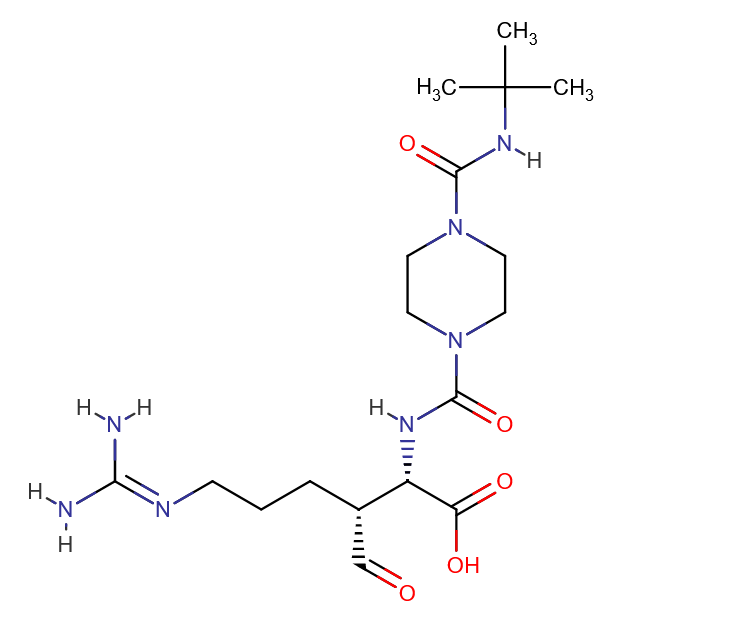 CH3
H3C CH3
O N H
N
N
H N O
H N H
H N N O
H OH
O